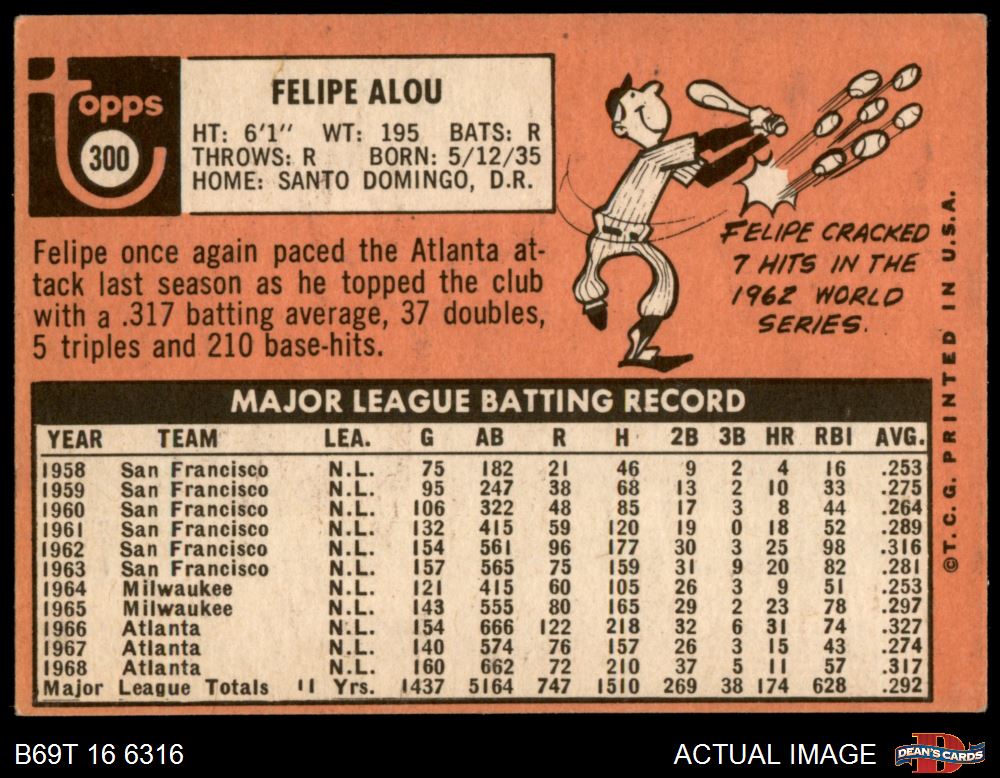 Topps
300
FELIPE ALOU
HT: 6'1" WT: 195 BATS: R
THROWS: R BORN: 5/12/35
HOME: SANTO DOMINGO, D.R.
Felipe once again paced the Atlanta at-
tack last season as he topped the club
with a .317 batting average, 37 doubles,
5 triples and 210 base-hits.
FELIPE CRACKED
7 HITS IN THE
1962 WORLD
SERIES.
MAJOR LEAGUE BATTING RECORD
YEAR TEAM LEA. G AB R H 2B 3B HR RBI AVG.
1958 San Francisco N.L. 75 182 21 46 9 2 4 16 .253
1959 San Francisco N.L. 95 247 38 68 13 2 10 33 .275
1960 San Francisco N.L. 106 322 48 85 17 3 8 44 .264
1961 San Francisco N.L. 132 415 59 120 19 0 18 52 .289
1962 San Francisco N.L. 154 561 96 177 30 3 25 98 .316
1963 San Francisco N.L. 157 565 75 159 31 9 20 82 .281
1964 Milwaukee N.L. 121 415 60 105 26 3 9 51 .253
1965 Milwaukee N.L. 143 555 80 165 29 2 23 78 .297
1966 Atlanta N.L. 154 666 122 218 32 6 31 74 .327
1967 Atlanta N.L. 140 574 76 157 26 3 15 43 .274
1968 Atlanta N.L. 160 662 72 210 37 5 11 57 .317
Major League Totals 11 Yrs. 1437 5164 747 1510 269 38 174 628 .292
©T.C.G. PRINTED IN U.S.A.
B69T 16 6316
ACTUAL IMAGE
DEAN'S CARDS